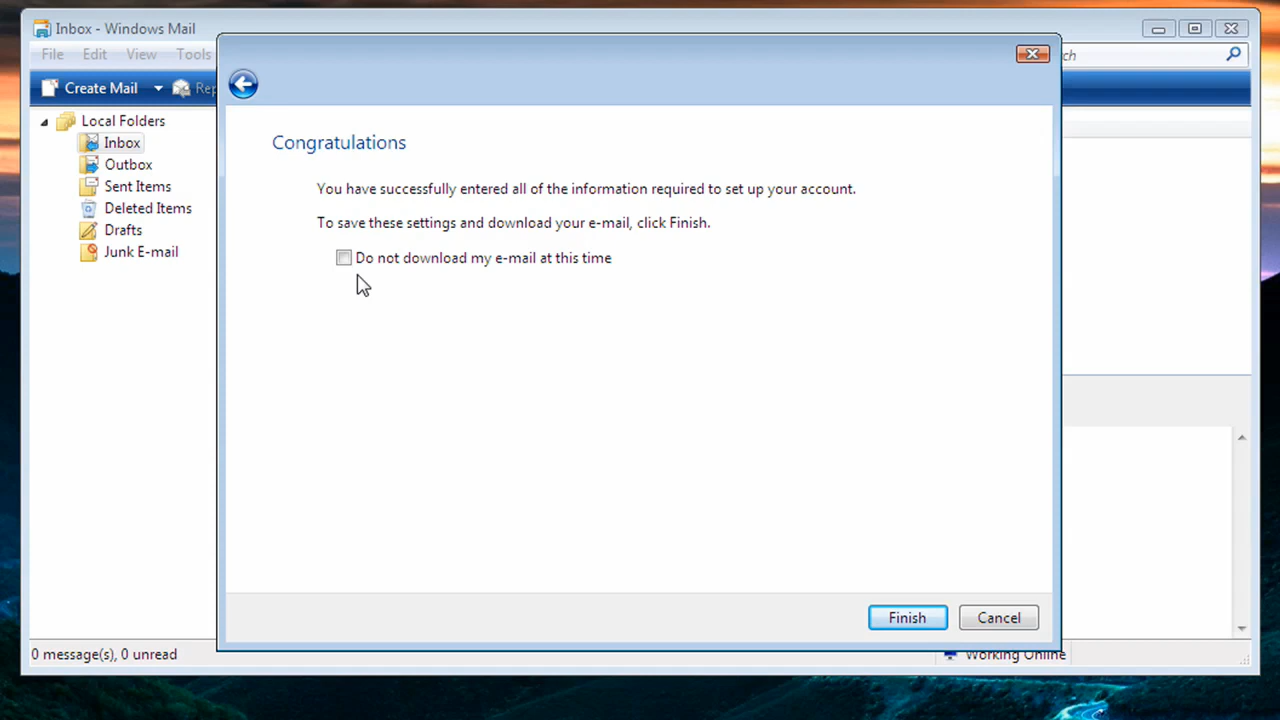 Inbox - Windows Mail
File Edit View Tools
Create Mail
Local Folders
Inbox
Outbox
Sent Items
Deleted Items
Drafts
Junk E-mail
Congratulations
You have successfully entered all of the information required to set up your account.
To save these settings and download your e-mail, click Finish.
Do not download my e-mail at this time
Finish Cancel
0 message(s), 0 unread
Working Online